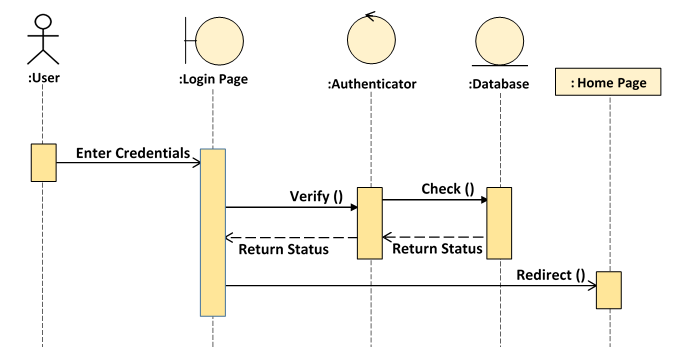 :User
:Login Page
:Authenticator
:Database
: Home Page
Enter Credentials
Verify ()
Check ()
Return Status
Return Status
Redirect ()